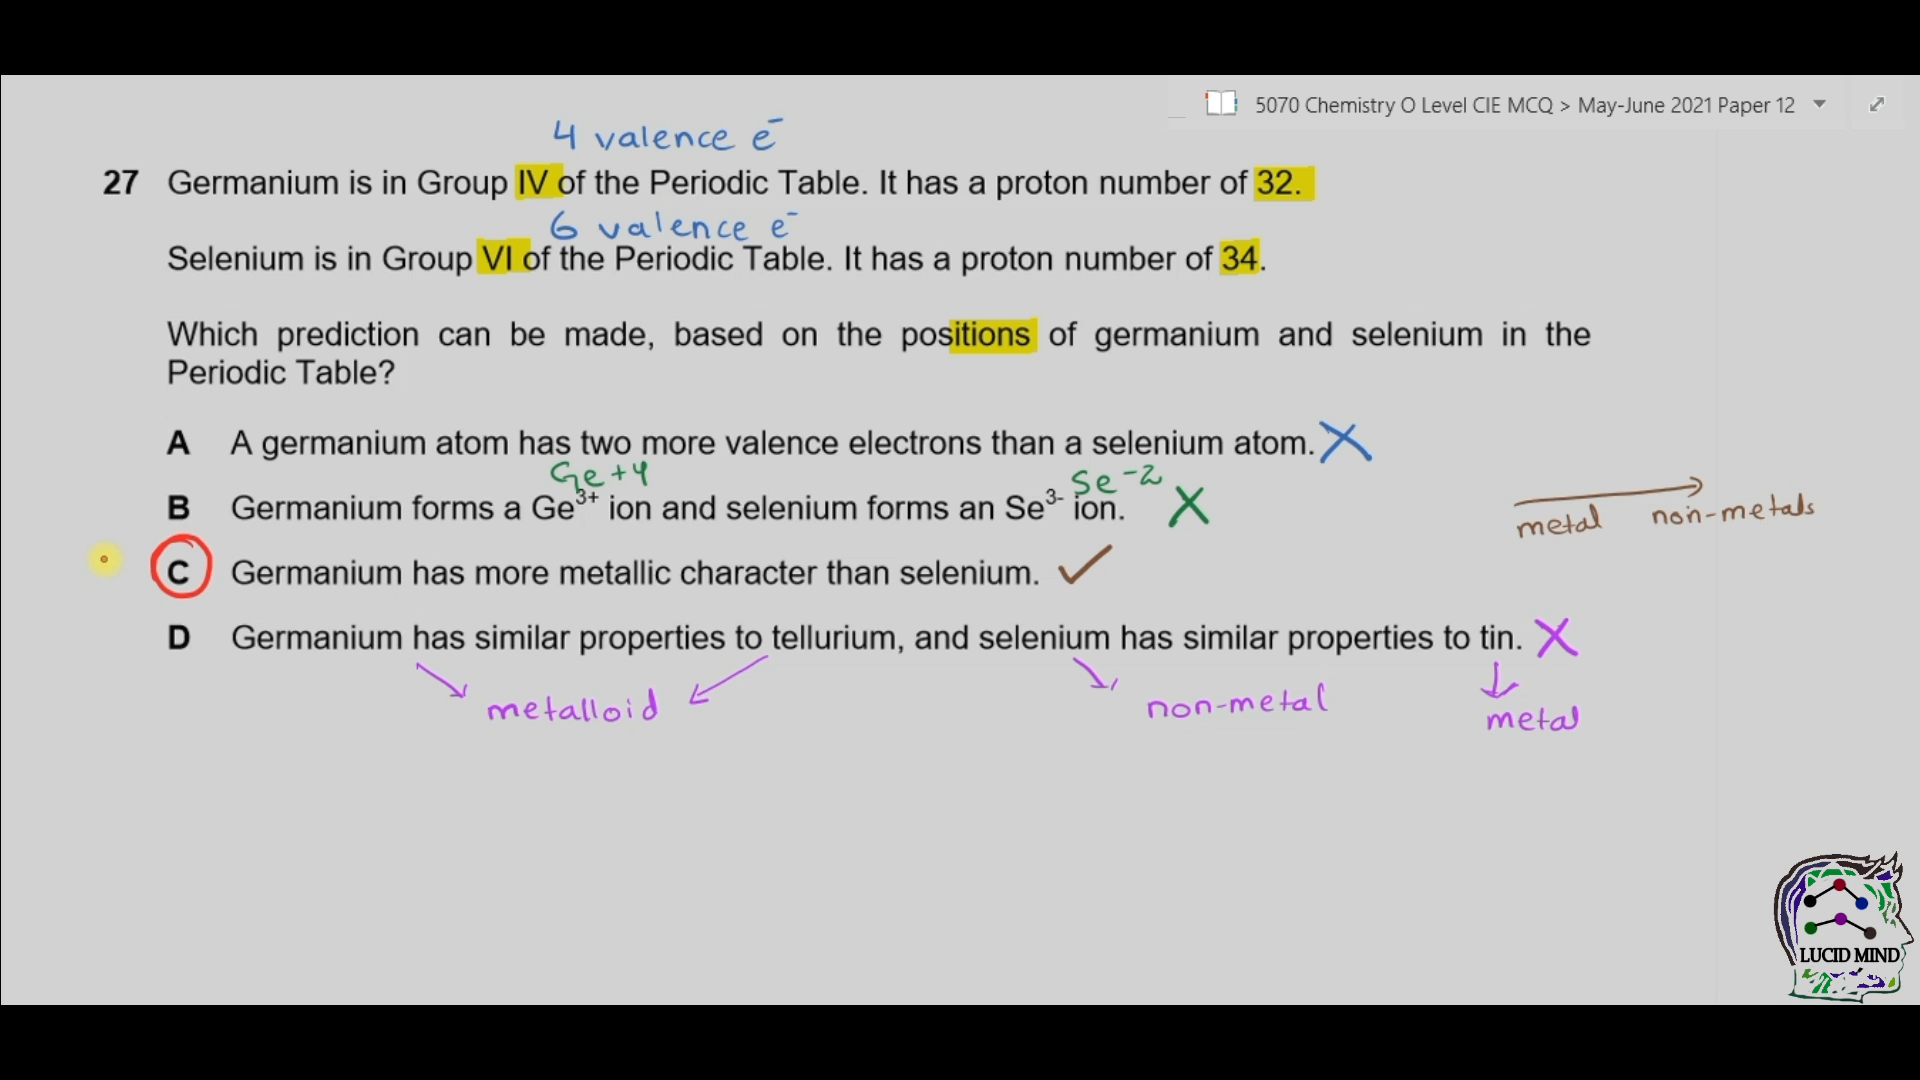 5070 Chemistry O Level CIE MCQ > May-June 2021 Paper 12
4 valence e⁻
27 Germanium is in Group IV of the Periodic Table. It has a proton number of 32.
6 valence e⁻
Selenium is in Group VI of the Periodic Table. It has a proton number of 34.
Which prediction can be made, based on the positions of germanium and selenium in the
Periodic Table?
A A germanium atom has two more valence electrons than a selenium atom.
Ge+4 Se⁻²
B Germanium forms a Ge³⁺ ion and selenium forms an Se³⁻ ion.
metal non-metals
C Germanium has more metallic character than selenium.
D Germanium has similar properties to tellurium, and selenium has similar properties to tin.
metalloid non-metal metal
LUCID MIND